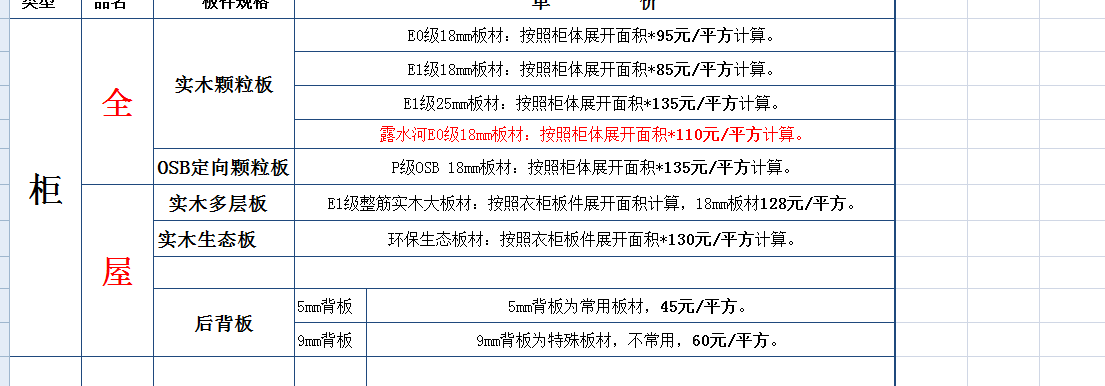 类型 品名 板件规格 单 价
E0级18mm板材：按照柜体展开面积*95元/平方计算。
实木颗粒板
E1级18mm板材：按照柜体展开面积*85元/平方计算。
全
E1级25mm板材：按照柜体展开面积*135元/平方计算。
露水河E0级18mm板材：按照柜体展开面积*110元/平方计算。
OSB定向颗粒板 P级OSB 18mm板材：按照柜体展开面积*135元/平方计算。
柜
实木多层板 E1级整筋实木大板材：按照衣柜板件展开面积计算，18mm板材128元/平方。
实木生态板 环保生态板材：按照衣柜板件展开面积*130元/平方计算。
屋
后背板
5mm背板 5mm背板为常用板材，45元/平方。
9mm背板 9mm背板为特殊板材，不常用，60元/平方。